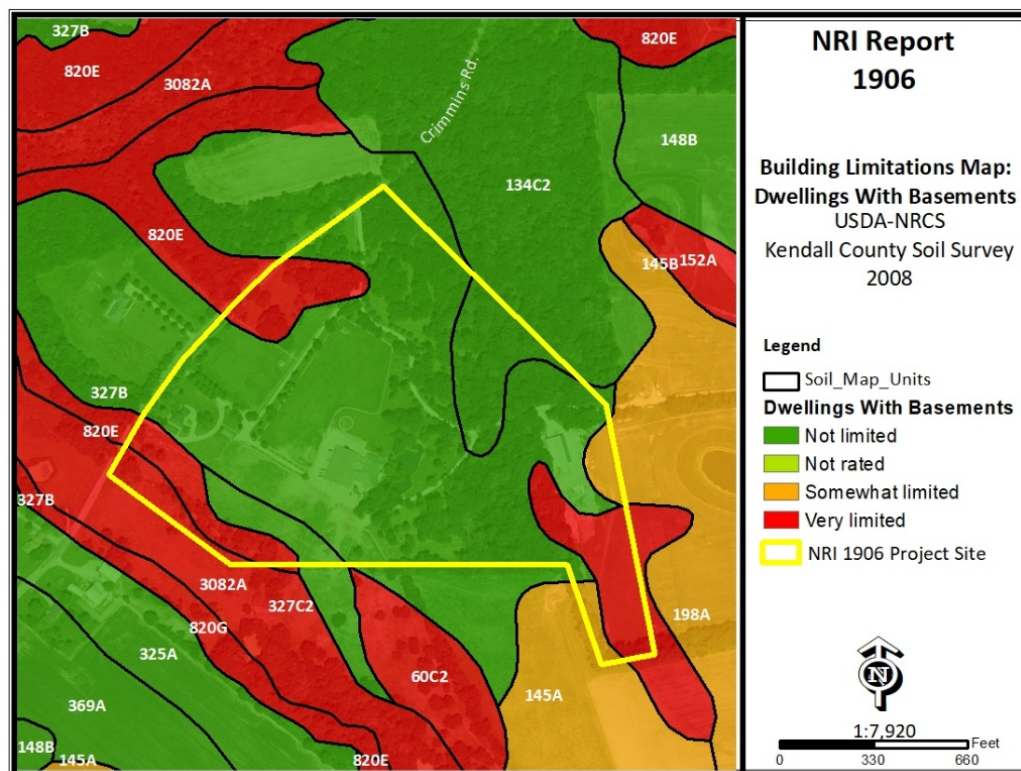 327B
820E
3082A
Crimmins Rd.
820E
148B
134C2
820E
145B
152A
327B
820E
327B
3082A
327C2
820G
325A
60C2
198A
145A
369A
148B
145A
820E
NRI Report
1906
Building Limitations Map:
Dwellings With Basements
USDA-NRCS
Kendall County Soil Survey
2008
Legend
Soil_Map_Units
Dwellings With Basements
Not limited
Not rated
Somewhat limited
Very limited
NRI 1906 Project Site
N
1:7,920
Feet
0 330 660